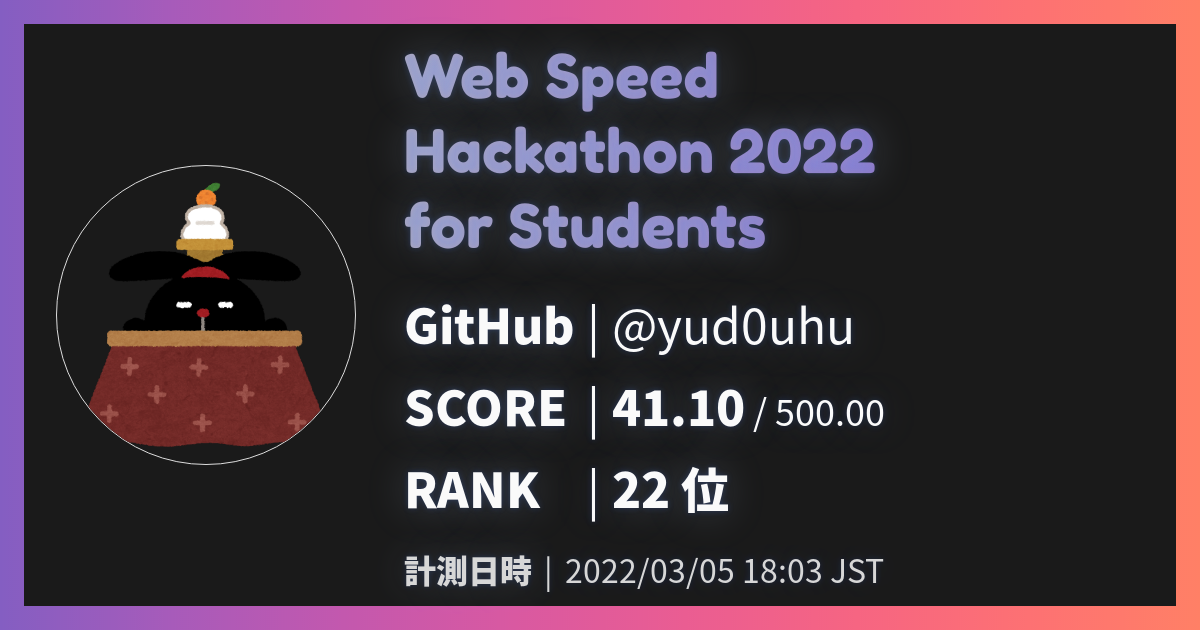 Web Speed
Hackathon 2022
for Students
GitHub | @yud0uhu
SCORE | 41.10 / 500.00
RANK | 22 位
計測日時 | 2022/03/05 18:03 JST